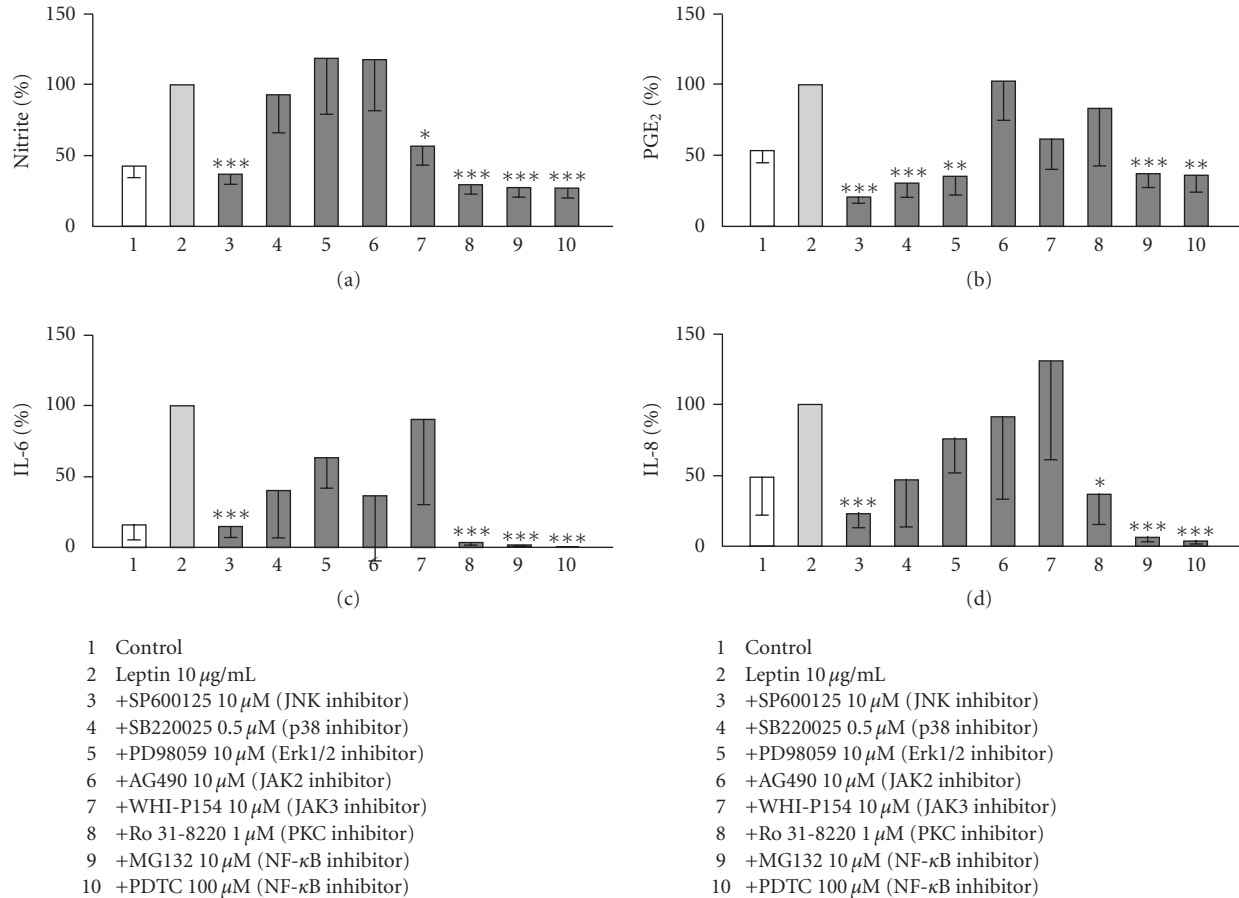 150
100
50
0
Nitrite (%)
***
*
***
***
***
1 2 3 4 5 6 7 8 9 10
(a)
150
100
50
0
PGE₂ (%)
***
***
**
***
**
1 2 3 4 5 6 7 8 9 10
(b)
150
100
50
0
IL-6 (%)
***
***
***
***
1 2 3 4 5 6 7 8 9 10
(c)
150
100
50
0
IL-8 (%)
***
*
***
***
1 2 3 4 5 6 7 8 9 10
(d)
1 Control
2 Leptin 10 μg/mL
3 +SP600125 10 μM (JNK inhibitor)
4 +SB220025 0.5 μM (p38 inhibitor)
5 +PD98059 10 μM (Erk1/2 inhibitor)
6 +AG490 10 μM (JAK2 inhibitor)
7 +WHI-P154 10 μM (JAK3 inhibitor)
8 +Ro 31-8220 1 μM (PKC inhibitor)
9 +MG132 10 μM (NF-κB inhibitor)
10 +PDTC 100 μM (NF-κB inhibitor)
1 Control
2 Leptin 10 μg/mL
3 +SP600125 10 μM (JNK inhibitor)
4 +SB220025 0.5 μM (p38 inhibitor)
5 +PD98059 10 μM (Erk1/2 inhibitor)
6 +AG490 10 μM (JAK2 inhibitor)
7 +WHI-P154 10 μM (JAK3 inhibitor)
8 +Ro 31-8220 1 μM (PKC inhibitor)
9 +MG132 10 μM (NF-κB inhibitor)
10 +PDTC 100 μM (NF-κB inhibitor)